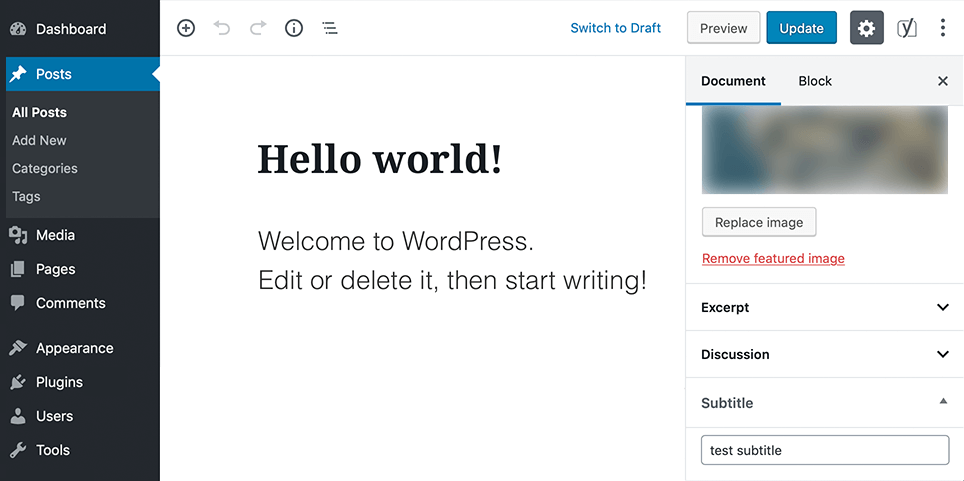 Dashboard
Posts
All Posts
Add New
Categories
Tags
Media
Pages
Comments
Appearance
Plugins
Users
Tools
Switch to Draft
Preview
Update
Hello world!
Welcome to WordPress.
Edit or delete it, then start writing!
Document
Block
Replace image
Remove featured image
Excerpt
Discussion
Subtitle
test subtitle